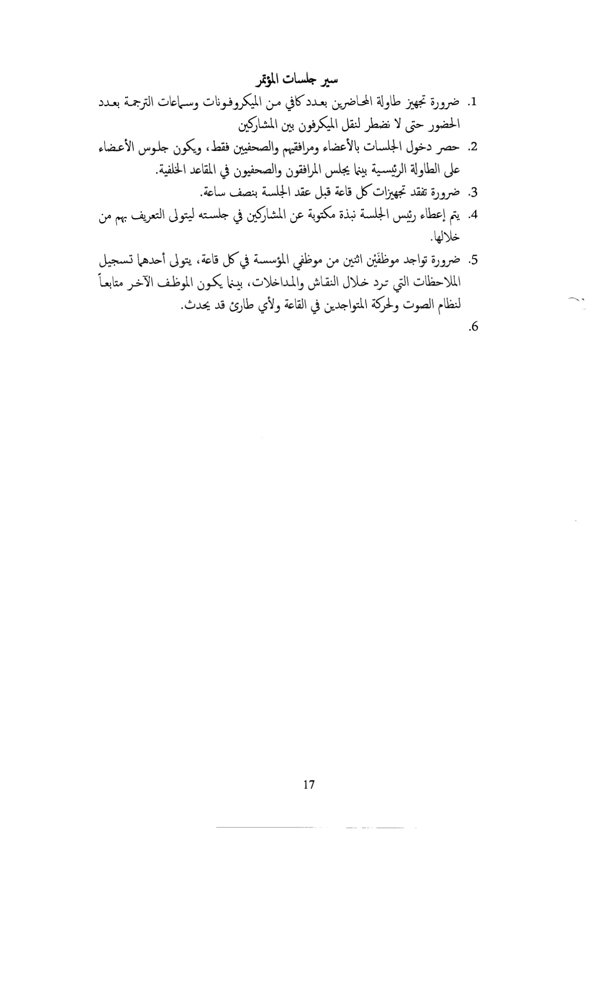 سير جلسات المؤتمر
1. ضرورة تجهيز طاولة المحاضرين بعدد كافي من الميكروفونات وسماعات الترجمة بعدد
الحضور حتى لا نضطر لنقل الميكرفون بين المشاركين
2. حصر دخول الجلسات بالأعضاء ومرافقيهم والصحفيين فقط، ويكون جلوس الأعضاء
على الطاولة الرئيسية بينما يجلس المرافقون والصحفيون في المقاعد الخلفية.
3. ضرورة تفقد تجهيزات كل قاعة قبل عقد الجلسة بنصف ساعة.
4. يتم إعطاء رئيس الجلسة نبذة مكتوبة عن المشاركين في جلسته ليتولى التعريف بهم من
خلالها.
5. ضرورة تواجد موظفَيْن اثنين من موظفي المؤسسة في كل قاعة، يتولى أحدهما تسجيل
الملاحظات التي ترد خلال النقاش والمداخلات، بينما يكون الموظف الآخر متابعاً
لنظام الصوت ولحركة المتواجدين في القاعة ولأي طارئ قد يحدث.
6.
17